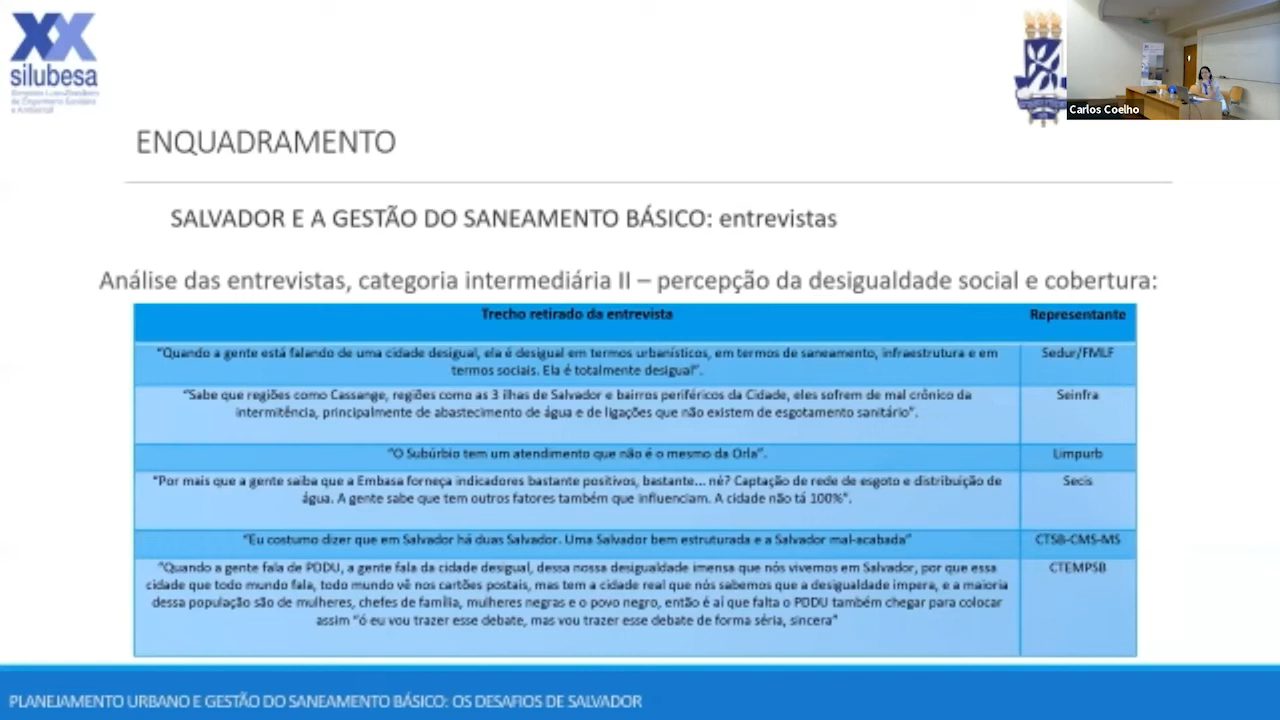 XX
silubesa
Carlos Coelho
ENQUADRAMENTO
SALVADOR E A GESTÃO DO SANEAMENTO BÁSICO: entrevistas
Análise das entrevistas, categoria intermediária II – percepção da desigualdade social e cobertura:
Trecho retirado da entrevista
Representante
"Quando a gente está falando de uma cidade desigual, ela é desigual em termos urbanísticos, em termos de saneamento, infraestrutura e em
termos sociais. Ela é totalmente desigual".
Sedur/FMLF
"Sabe que regiões como Cassange, regiões como as 3 ilhas de Salvador e bairros periféricos da Cidade, eles sofrem de mal crônico da
intermitência, principalmente de abastecimento de água e de ligações que não existem de esgotamento sanitário".
Seinfra
"O Subúrbio tem um atendimento que não é o mesmo da Orla".
Limpurb
"Por mais que a gente saiba que a Embasa forneça indicadores bastante positivos, bastante... né? Captação de rede de esgoto e distribuição de
água. A gente sabe que tem outros fatores também que influenciam. A cidade não tá 100%".
Secis
"Eu costumo dizer que em Salvador há duas Salvador. Uma Salvador bem estruturada e a Salvador mal-acabada"
CTSB-CMS-MS
"Quando a gente fala de PDDU, a gente fala da cidade desigual, dessa nossa desigualdade imensa que nós vivemos em Salvador, por que essa
cidade que todo mundo fala, todo mundo vê nos cartões postais, mas tem a cidade real que nós sabemos que a desigualdade impera, e a maioria
dessa população são de mulheres, chefes de família, mulheres negras e o povo negro, então é aí que falta o PDDU também chegar para colocar
assim "ó eu vou trazer esse debate, mas vou trazer esse debate de forma séria, sincera"
CTEMPSB
PLANEJAMENTO URBANO E GESTÃO DO SANEAMENTO BÁSICO: OS DESAFIOS DE SALVADOR